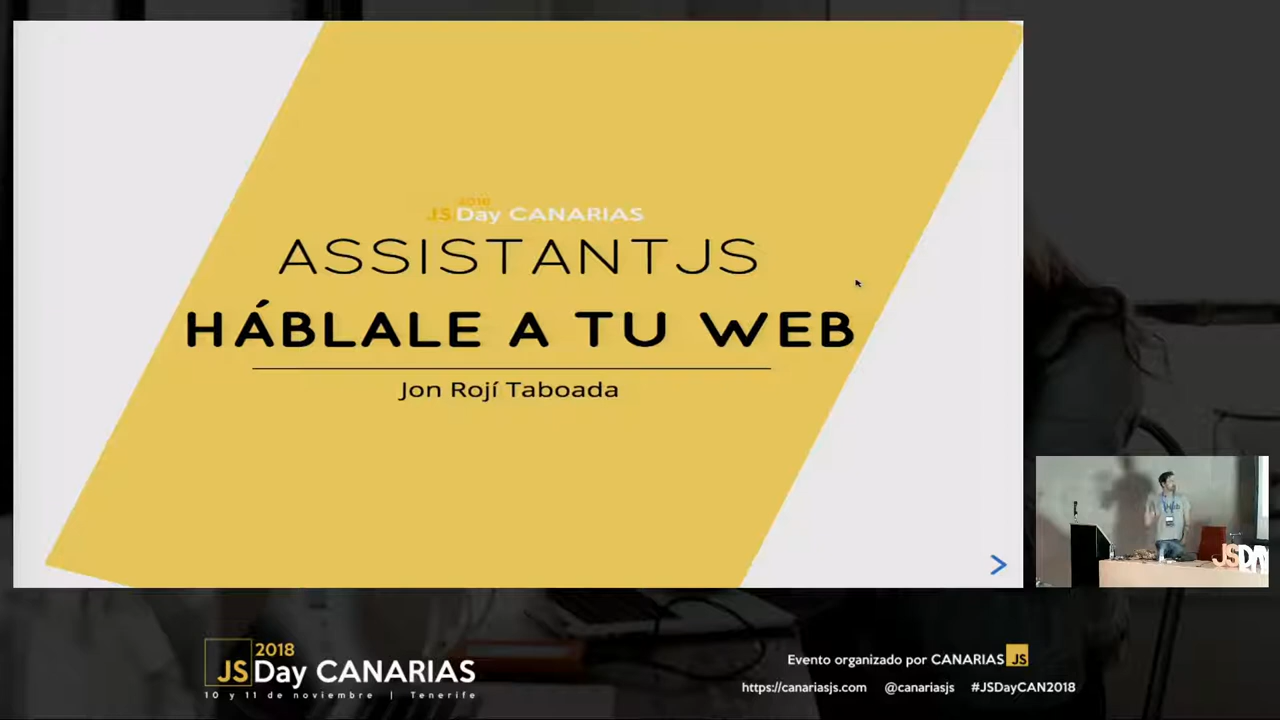 2018
JS Day CANARIAS
ASSISTANTJS
HÁBLALE A TU WEB
Jon Rojí Taboada
JSDA
2018
JS Day CANARIAS
10 y 11 de noviembre | Tenerife
Evento organizado por CANARIAS JS
https://canariasjs.com @canariasjs #JSDayCAN2018